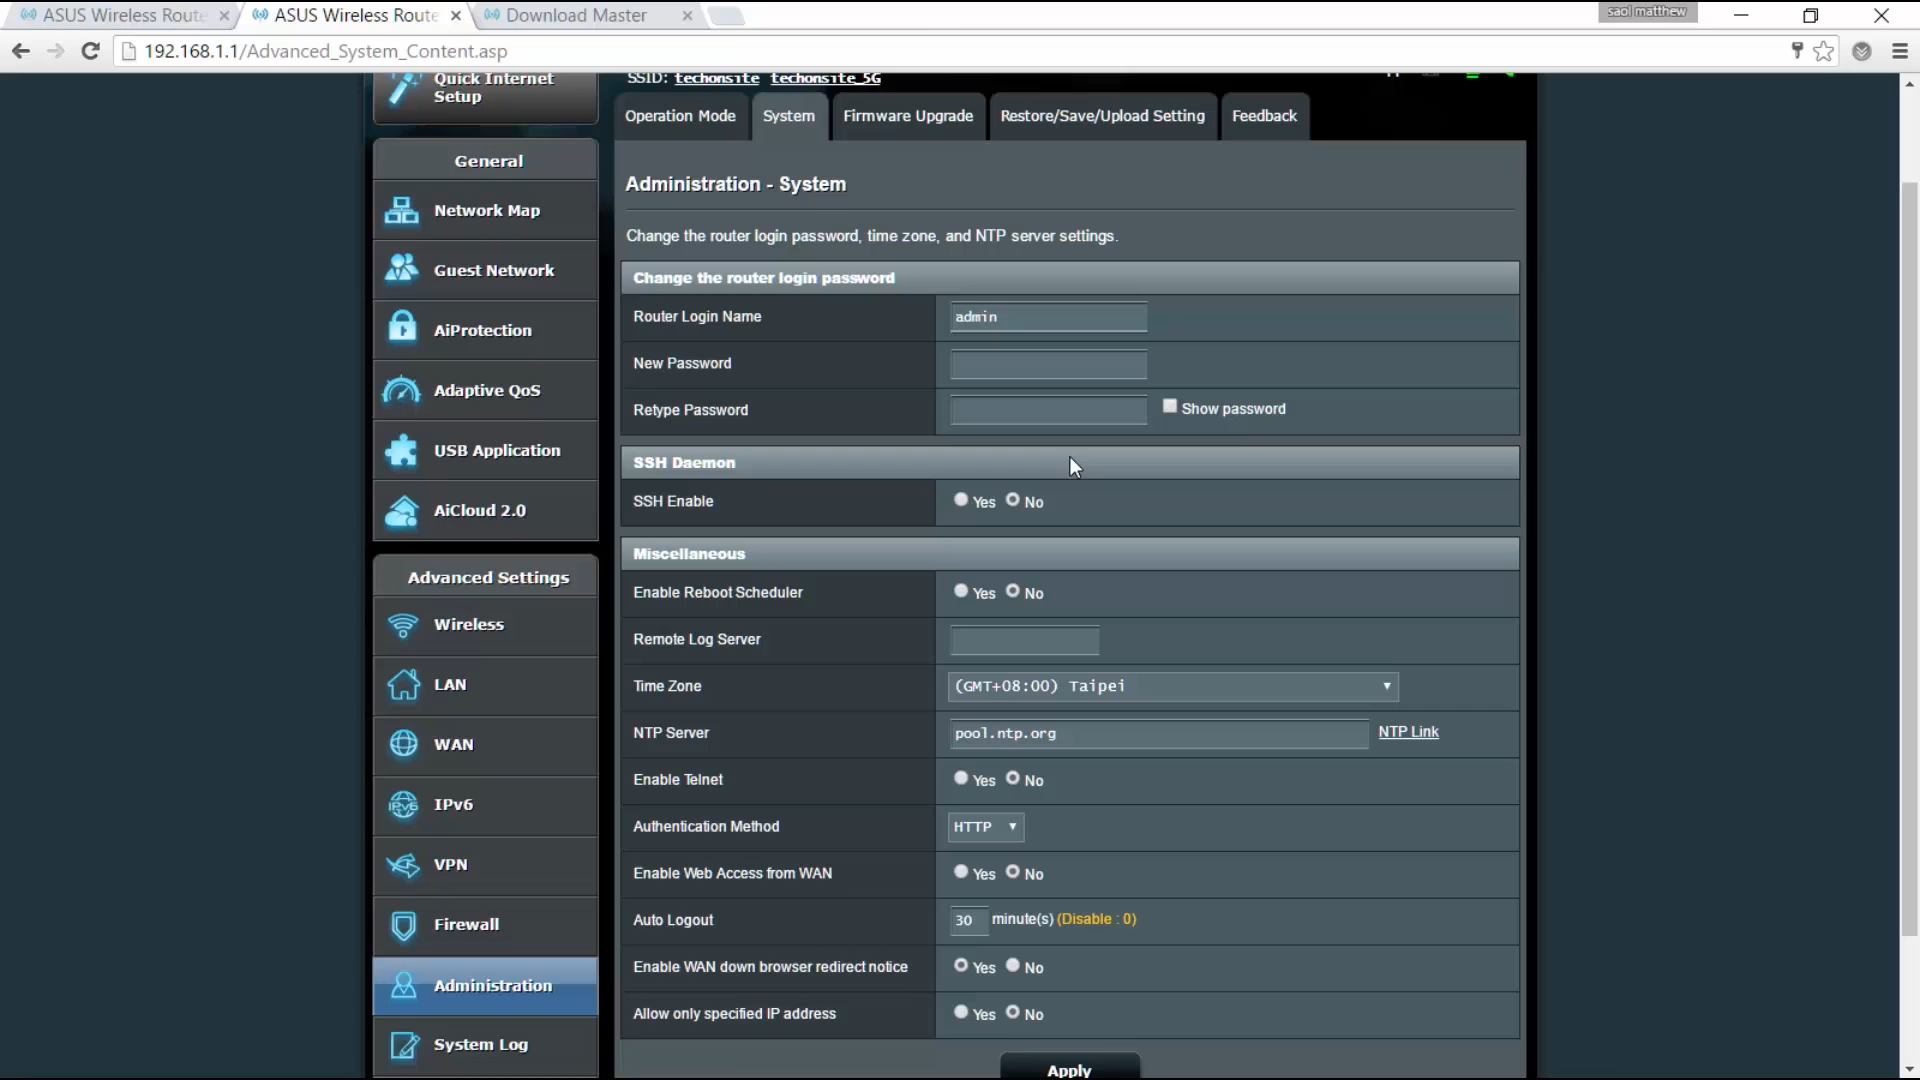 ASUS Wireless Route
ASUS Wireless Route
Download Master
saol matthew
192.168.1.1/Advanced_System_Content.asp
Quick Internet
Setup
SSID: techonsite techonsite_5G
Operation Mode
System
Firmware Upgrade
Restore/Save/Upload Setting
Feedback
General
Network Map
Guest Network
AiProtection
Adaptive QoS
USB Application
AiCloud 2.0
Advanced Settings
Wireless
LAN
WAN
IPv6
IPv6
VPN
Firewall
Administration
System Log
Administration - System
Change the router login password, time zone, and NTP server settings.
Change the router login password
Router Login Name admin
New Password
Retype Password Show password
SSH Daemon
SSH Enable Yes No
Miscellaneous
Enable Reboot Scheduler Yes No
Remote Log Server
Time Zone (GMT+08:00) Taipei
NTP Server pool.ntp.org NTP Link
Enable Telnet Yes No
Authentication Method HTTP
Enable Web Access from WAN Yes No
Auto Logout 30 minute(s) (Disable : 0)
Enable WAN down browser redirect notice Yes No
Allow only specified IP address Yes No
Apply